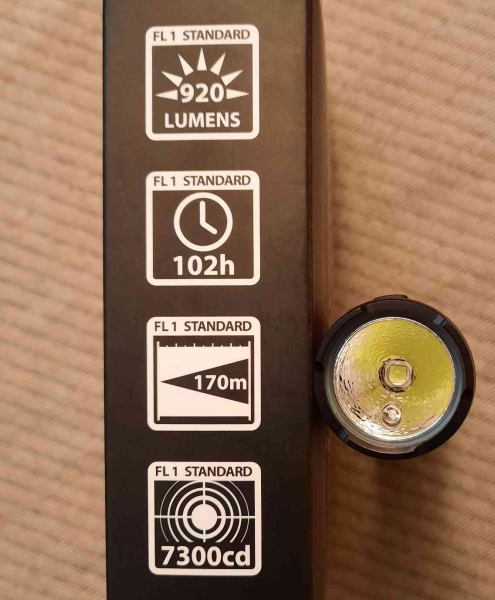 FL 1 STANDARD
920
LUMENS
FL 1 STANDARD
102h
FL 1 STANDARD
170m
FL 1 STANDARD
7300cd